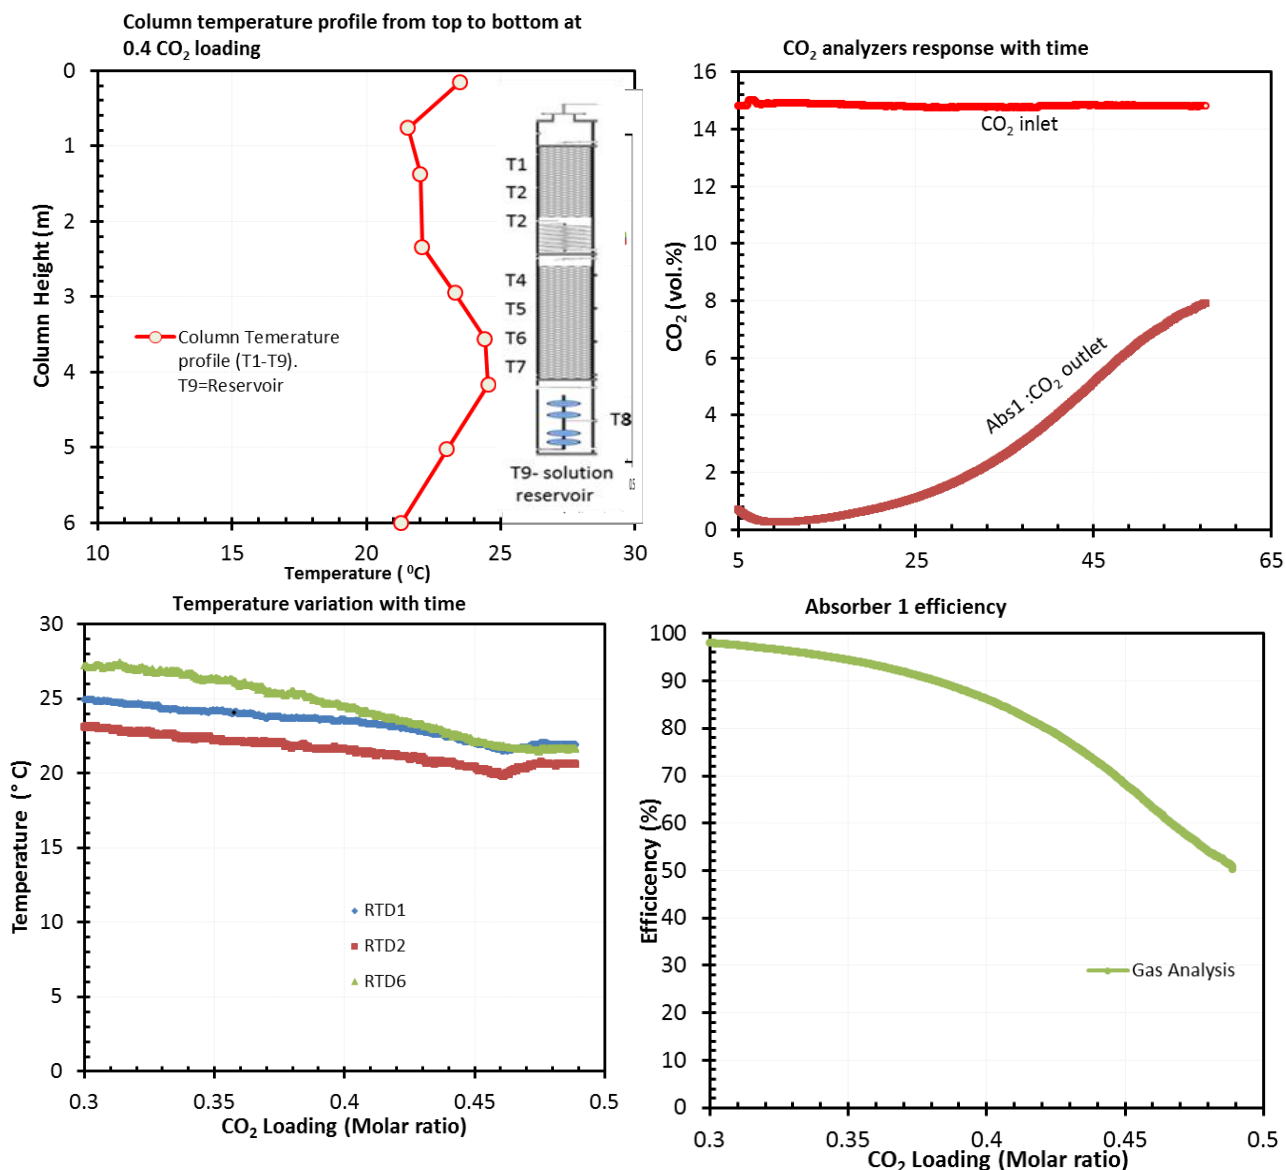 Column temperature profile from top to bottom at
0.4 CO₂ loading
0
1
2
3
4
5
6
Column Height (m)
10
15
20
25
30
Temperature ( ⁰C)
Column Temerature
profile (T1-T9).
T9=Reservoir
T1
T2
T2
T4
T5
T6
T7
T8
T9- solution
reservoir
0.5
CO₂ analyzers response with time
16
14
12
10
8
6
4
2
0
CO₂ (vol.%)
CO₂ inlet
Abs1 :CO₂ outlet
5
25
45
65
Temperature variation with time
30
25
20
15
10
5
0
Temperature (° C)
RTD1
RTD2
RTD6
0.3
0.35
0.4
0.45
0.5
CO₂ Loading (Molar ratio)
Absorber 1 efficiency
100
90
80
70
60
50
40
30
20
10
0
Efficicency (%)
Gas Analysis
0.3
0.35
0.4
0.45
0.5
CO₂ Loading (Molar ratio)